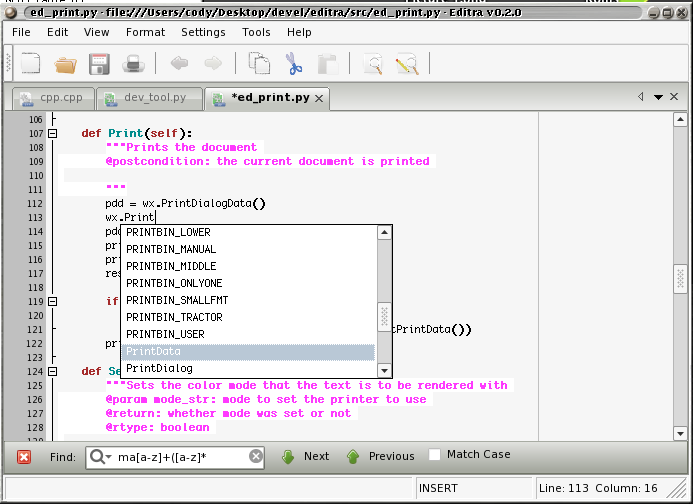 ed_print.py - file:///Users/cody/Desktop/devel/editra/src/ed_print.py - Editra v0.2.0
File Edit View Format Settings Tools Help
cpp.cpp dev_tool.py *ed_print.py
106
107 def Print(self):
108 """Prints the document
109 @postcondition: the current document is printed
110
111 """
112 pdd = wx.PrintDialogData()
113 wx.Print
114 pdd
115 pri
116 pri
117 res
118
119 if
120
121 tPrintData())
122 pri
123
124 def Se
125 """Sets the color mode that the text is to be rendered with
126 @param mode_str: mode to set the printer to use
127 @return: whether mode was set or not
128 @rtype: boolean
PRINTBIN_LOWER
PRINTBIN_MANUAL
PRINTBIN_MIDDLE
PRINTBIN_ONLYONE
PRINTBIN_SMALLFMT
PRINTBIN_TRACTOR
PRINTBIN_USER
PrintData
PrintDialog
Find: ma[a-z]+([a-z]* Next Previous Match Case
INSERT Line: 113 Column: 16